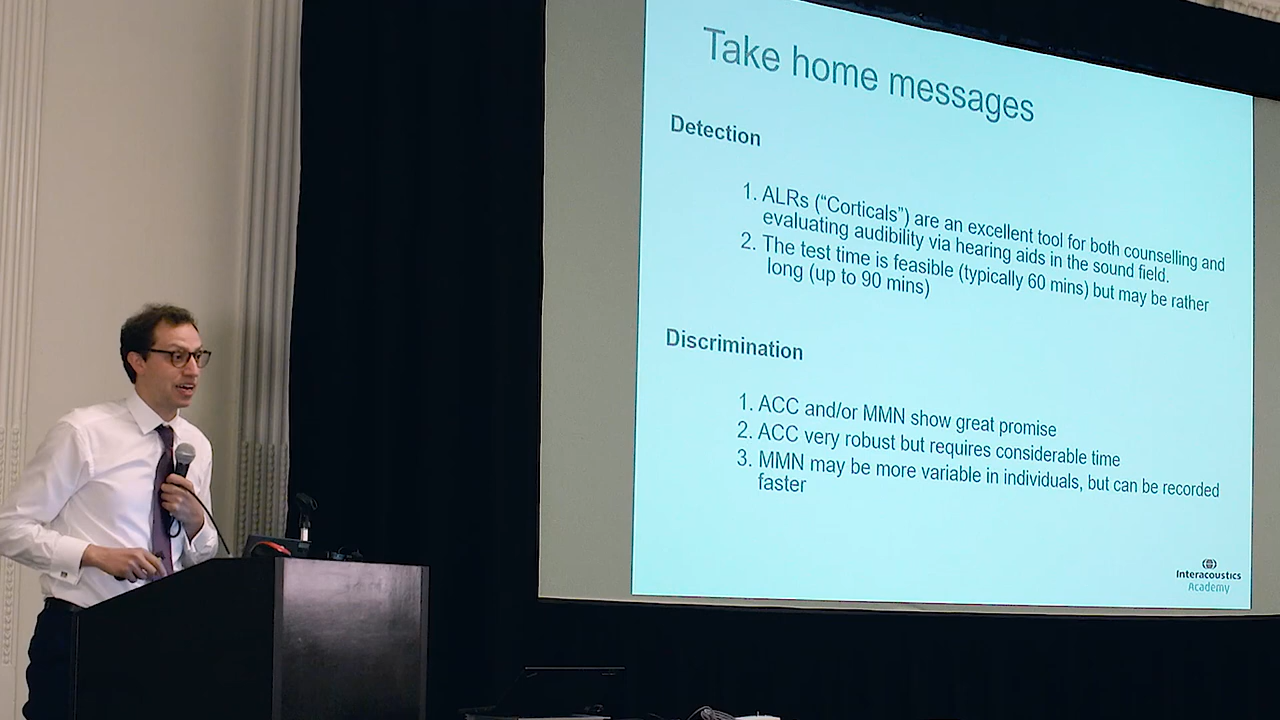 Take home messages
Detection
1. ALRs (“Corticals”) are an excellent tool for both counselling and
evaluating audibility via hearing aids in the sound field.
2. The test time is feasible (typically 60 mins) but may be rather
long (up to 90 mins)
Discrimination
1. ACC and/or MMN show great promise
2. ACC very robust but requires considerable time
3. MMN may be more variable in individuals, but can be recorded
faster
Interacoustics
Academy